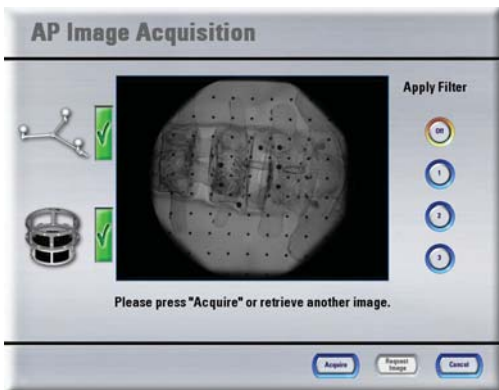 AP Image Acquisition
Apply Filter
Off
1
2
3
Please press "Acquire" or retrieve another image.
Acquire
Request
Image
Cancel